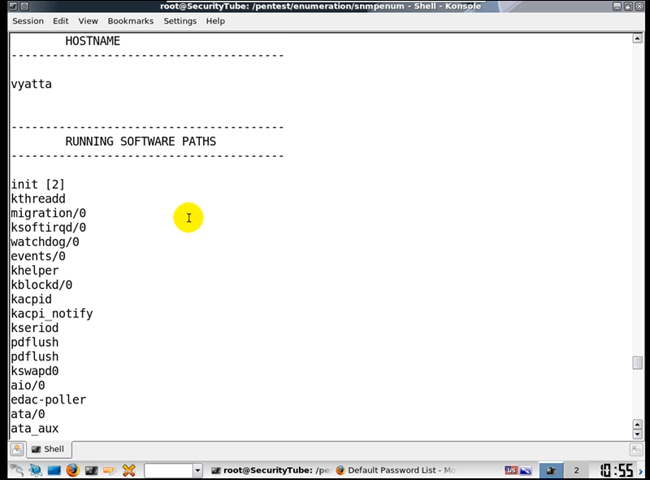 root@SecurityTube: /pentest/enumeration/snmpenum - Shell - Konsole
Session Edit View Bookmarks Settings Help
HOSTNAME
----------------------------------------
vyatta
----------------------------------------
RUNNING SOFTWARE PATHS
----------------------------------------
init [2]
kthreadd
migration/0
ksoftirqd/0
watchdog/0
events/0
khelper
kblockd/0
kacpid
kacpi_notify
kseriod
pdflush
pdflush
kswapd0
aio/0
edac-poller
ata/0
ata_aux
Shell
root@SecurityTube: /pe
Default Password List - Mo
US
2
10:55